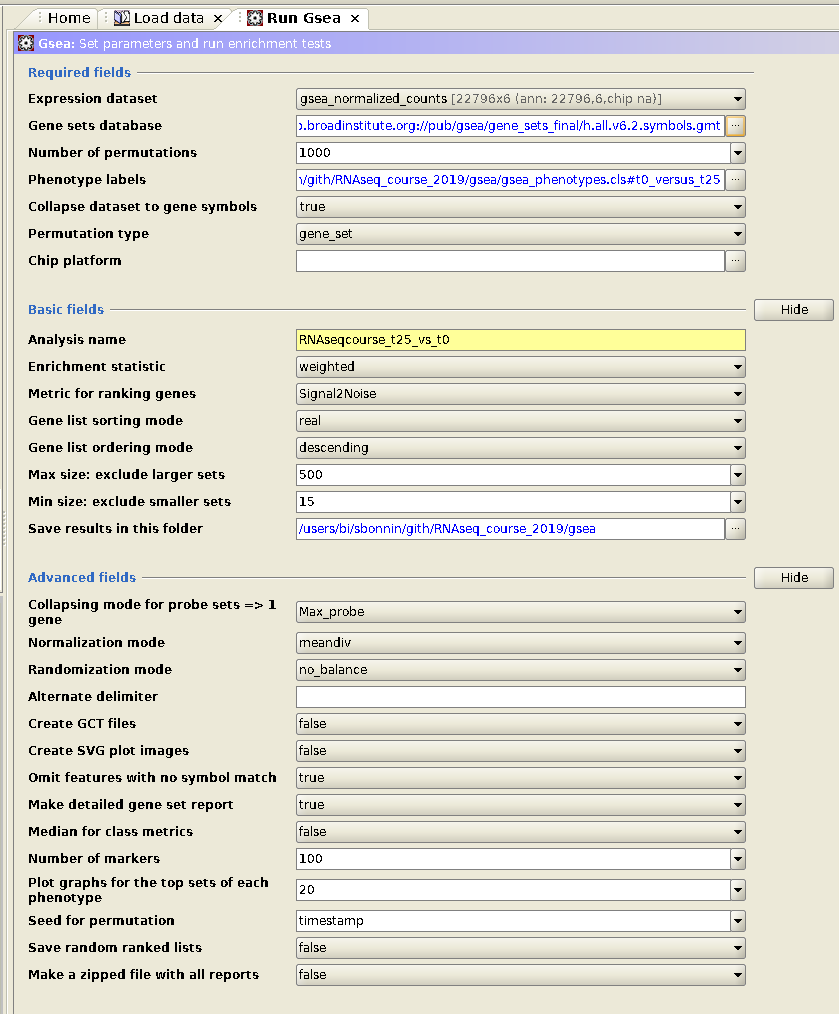 Home Load data × Run Gsea ×
Gsea: Set parameters and run enrichment tests
Required fields
Expression dataset gsea_normalized_counts [22796x6 (ann: 22796,6,chip na)]
Gene sets database ɔ.broadinstitute.org://pub/gsea/gene_sets_final/h.all.v6.2.symbols.gmt ...
Number of permutations 1000
Phenotype labels ı/gith/RNAseq_course_2019/gsea/gsea_phenotypes.cls#t0_versus_t25 ...
Collapse dataset to gene symbols true
Permutation type gene_set
Chip platform ...
Basic fields Hide
Analysis name RNAseqcourse_t25_vs_t0
Enrichment statistic weighted
Metric for ranking genes Signal2Noise
Gene list sorting mode real
Gene list ordering mode descending
Max size: exclude larger sets 500
Min size: exclude smaller sets 15
Save results in this folder /users/bi/sbonnin/gith/RNAseq_course_2019/gsea ...
Advanced fields Hide
Collapsing mode for probe sets => 1
gene Max_probe
Normalization mode meandiv
Randomization mode no_balance
Alternate delimiter
Create GCT files false
Create SVG plot images false
Omit features with no symbol match true
Make detailed gene set report true
Median for class metrics false
Number of markers 100
Plot graphs for the top sets of each
phenotype 20
Seed for permutation timestamp
Save random ranked lists false
Make a zipped file with all reports false